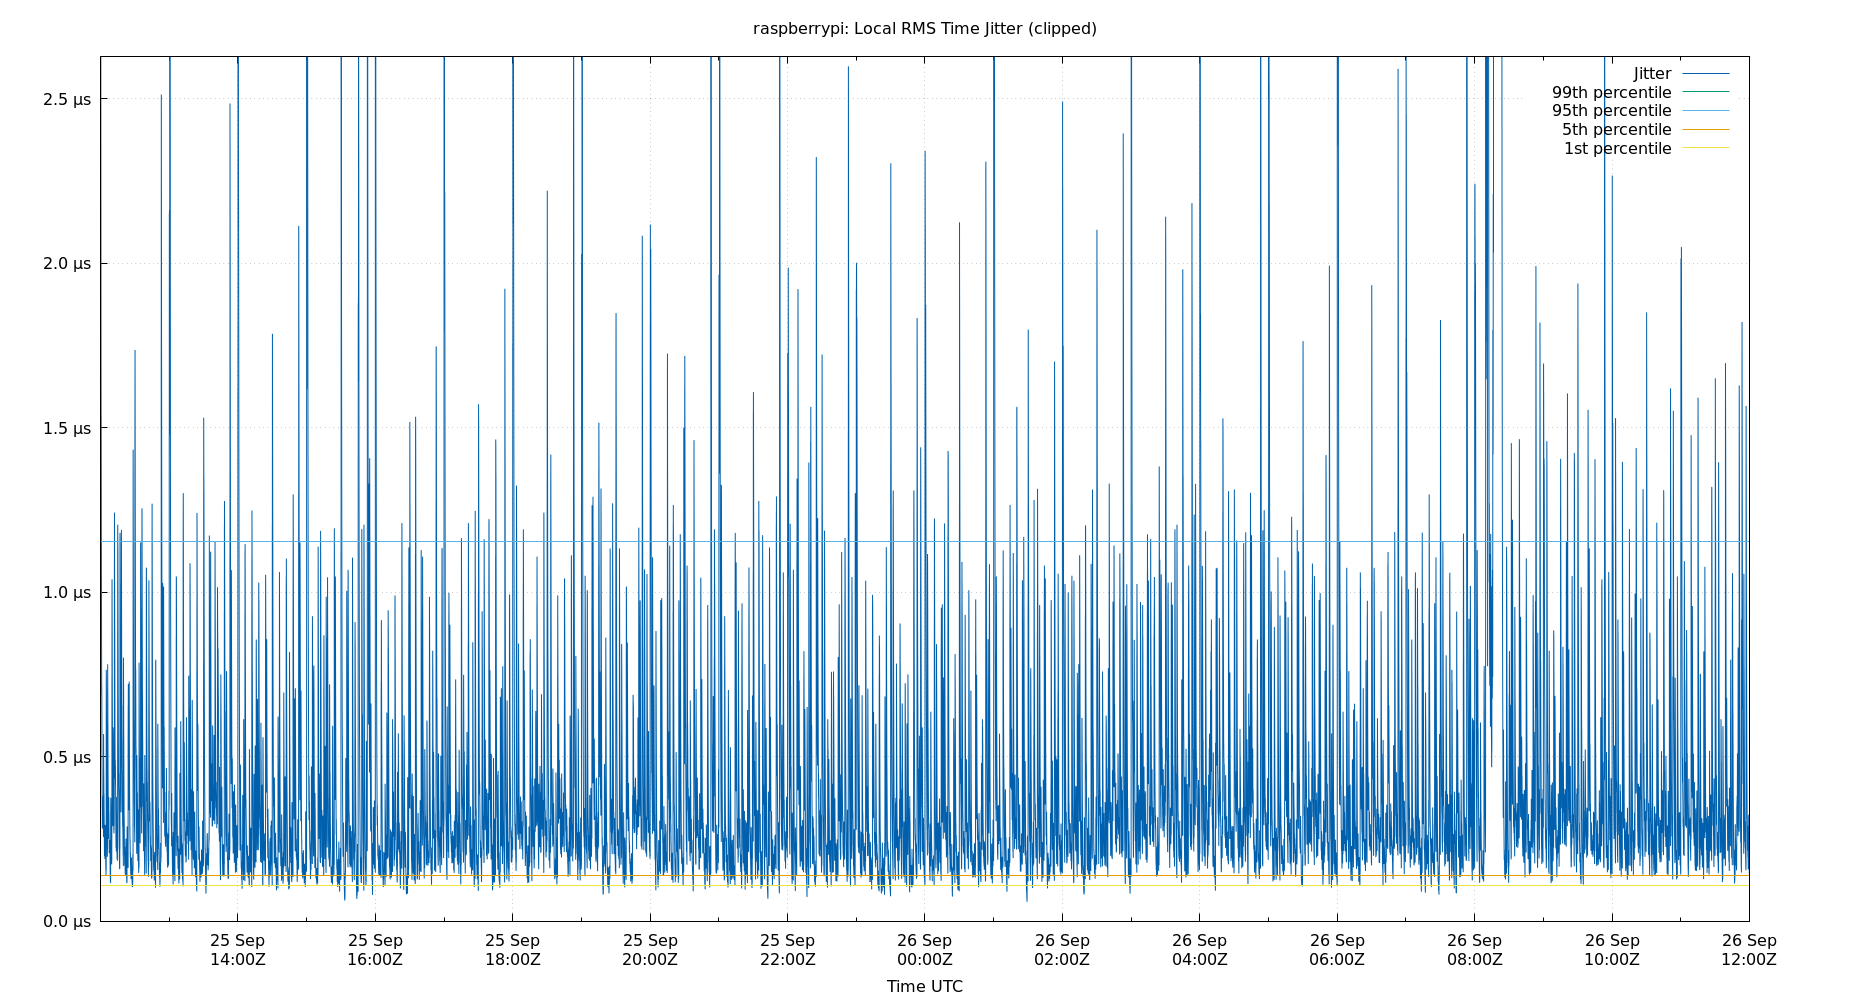 raspberrypi: Local RMS Time Jitter (clipped)
Jitter
99th percentile
95th percentile
5th percentile
1st percentile
2.5 µs
2.0 µs
1.5 µs
1.0 µs
0.5 µs
0.0 µs
25 Sep 25 Sep 25 Sep 25 Sep 25 Sep 26 Sep 26 Sep 26 Sep 26 Sep 26 Sep 26 Sep 26 Sep
14:00Z 16:00Z 18:00Z 20:00Z 22:00Z 00:00Z 02:00Z 04:00Z 06:00Z 08:00Z 10:00Z 12:00Z
Time UTC